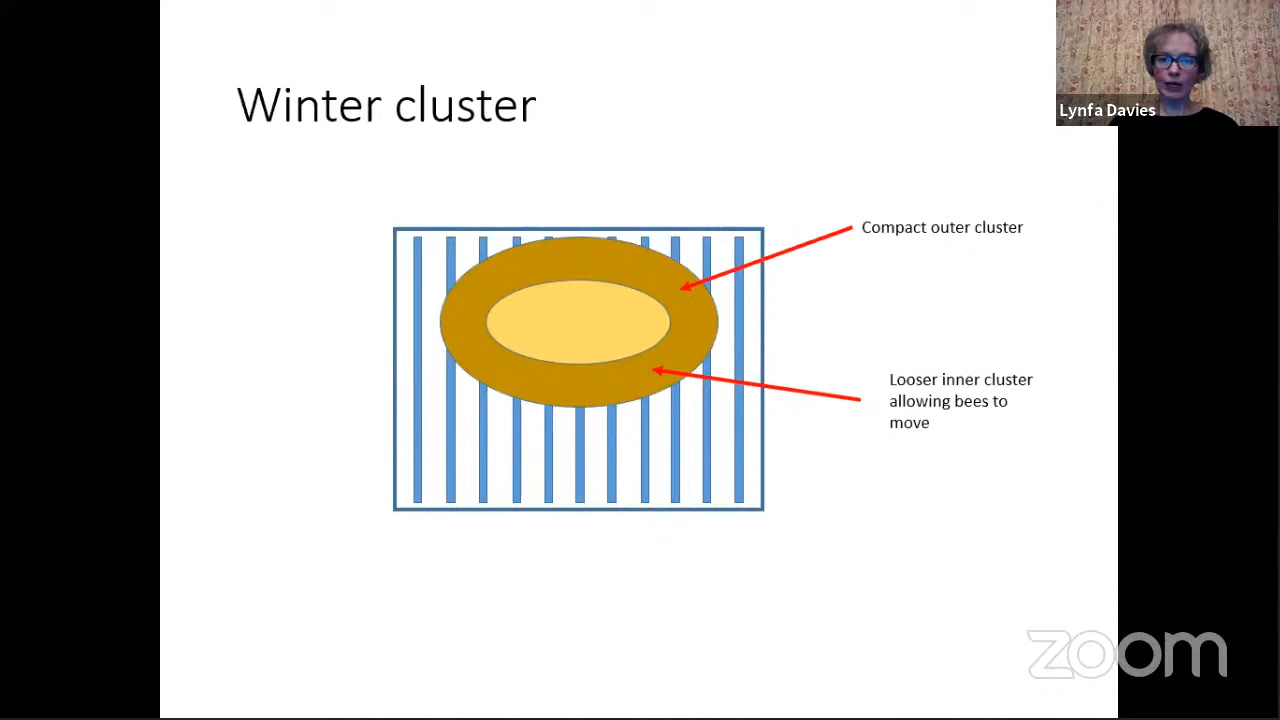 Winter cluster
Lynfa Davies
Compact outer cluster
Looser inner cluster
allowing bees to
move
zoom